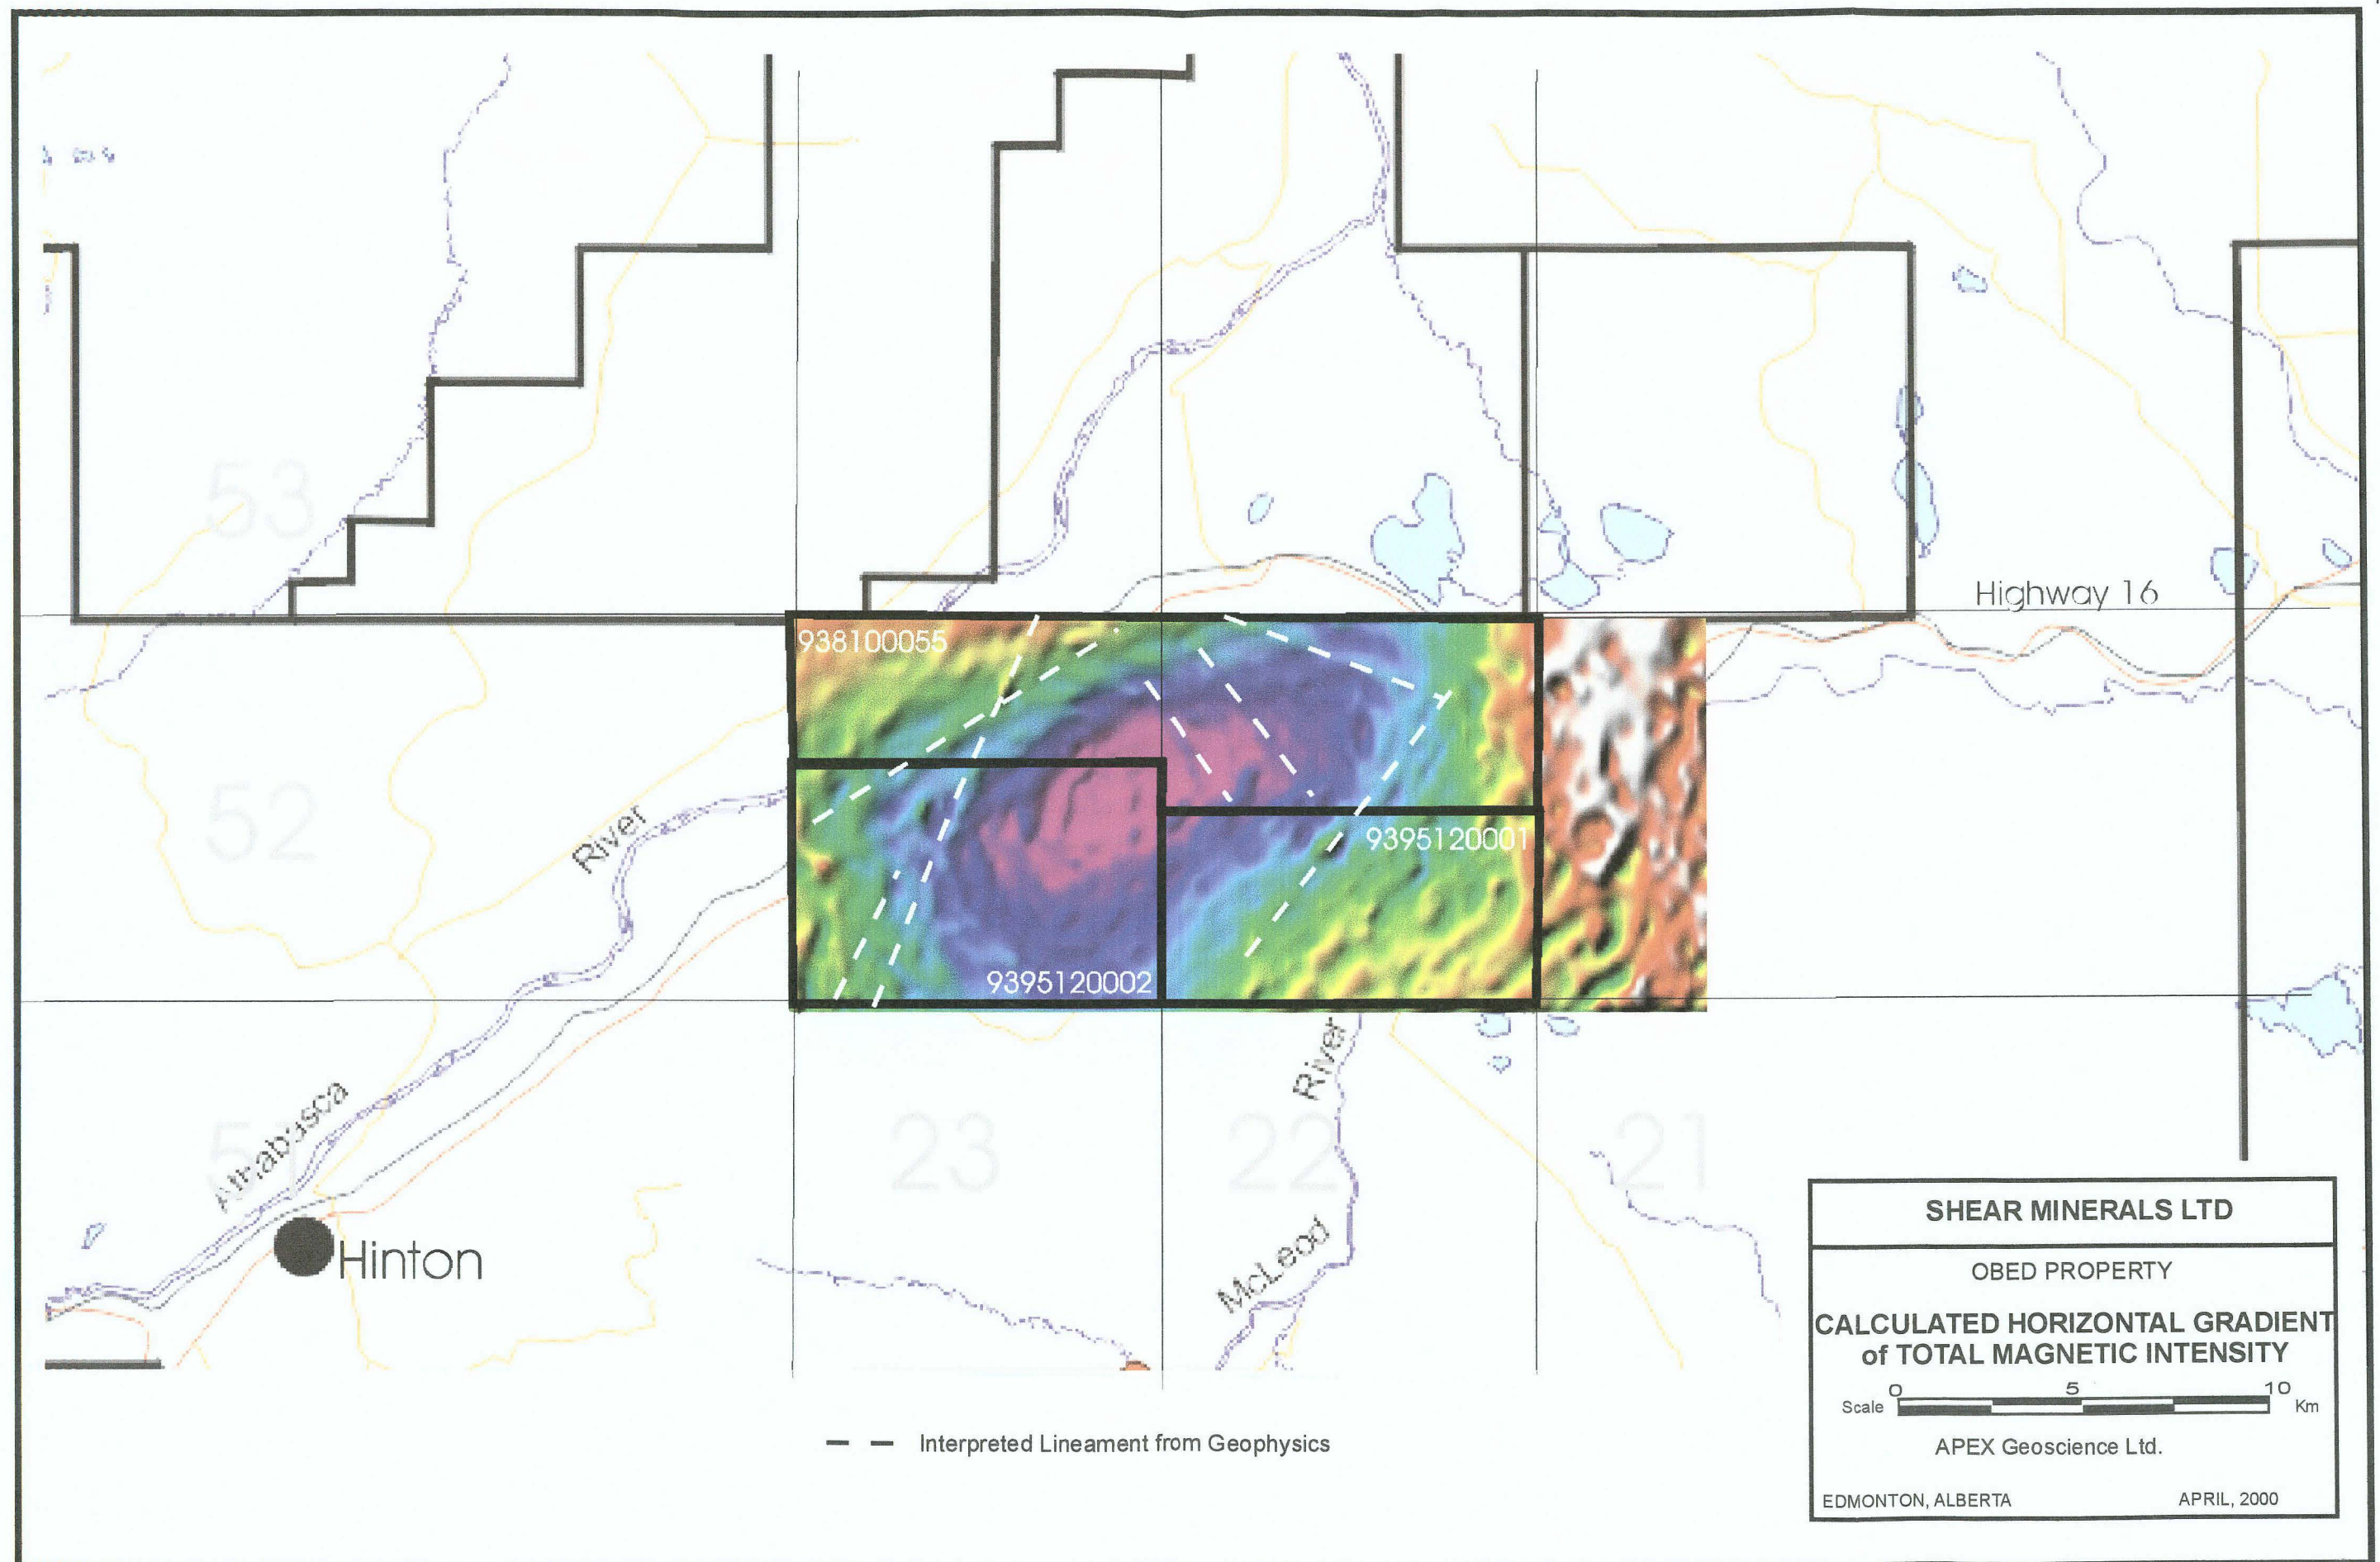 53
Highway 16
938100055
52
River
9395120001
9395120002
River
Athabasca
51
23
22
21
McLeod
Hinton
SHEAR MINERALS LTD
OBED PROPERTY
CALCULATED HORIZONTAL GRADIENT
of TOTAL MAGNETIC INTENSITY
0 5 10
Scale Km
APEX Geoscience Ltd.
EDMONTON, ALBERTA APRIL, 2000
Interpreted Lineament from Geophysics